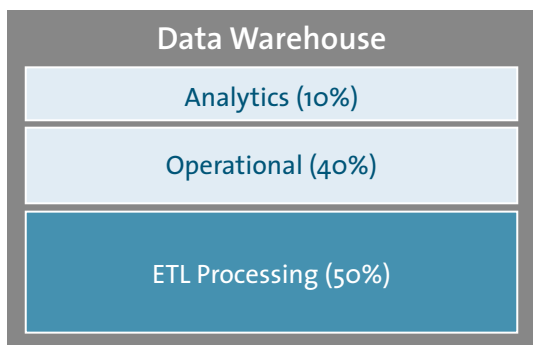 Data Warehouse
Analytics (10%)
Operational (40%)
ETL Processing (50%)